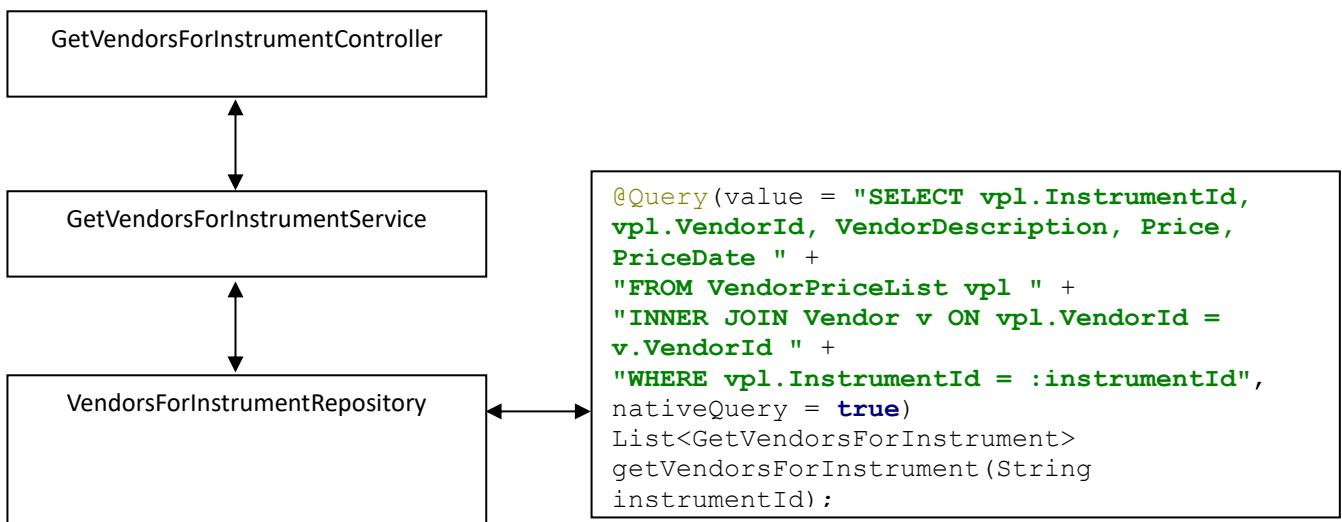 GetVendorsForInstrumentController
GetVendorsForInstrumentService
VendorsForInstrumentRepository
@Query(value = "SELECT vpl.InstrumentId,
vpl.VendorId, VendorDescription, Price,
PriceDate " +
"FROM VendorPriceList vpl " +
"INNER JOIN Vendor v ON vpl.VendorId =
v.VendorId " +
"WHERE vpl.InstrumentId = :instrumentId",
nativeQuery = true)
List<GetVendorsForInstrument>
getVendorsForInstrument(String
instrumentId);